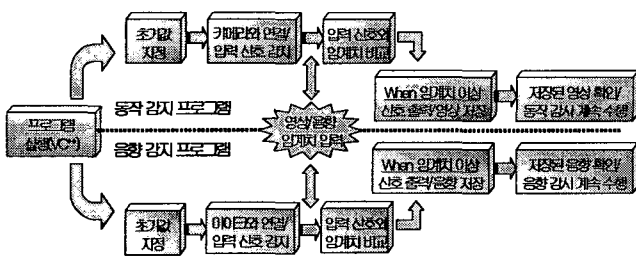 초기값
지정
카메라와 연결/
입력 신호 감지
입력 신호와
임계치 비교
When 임계치 이상
신호 출력/영상 저장
저장된 영상 확인/
동작 감시 계속 수행
프로그램
실행(VC++)
동작 감지 프로그램
음향 감지 프로그램
영상/음향
임계치 입력
When 임계치 이상
신호 출력/음향 저장
저장된 음향 확인/
음향 감시 계속 수행
초기값
지정
연결/
입력 신호 감지
입력 신호와
임계치 비교